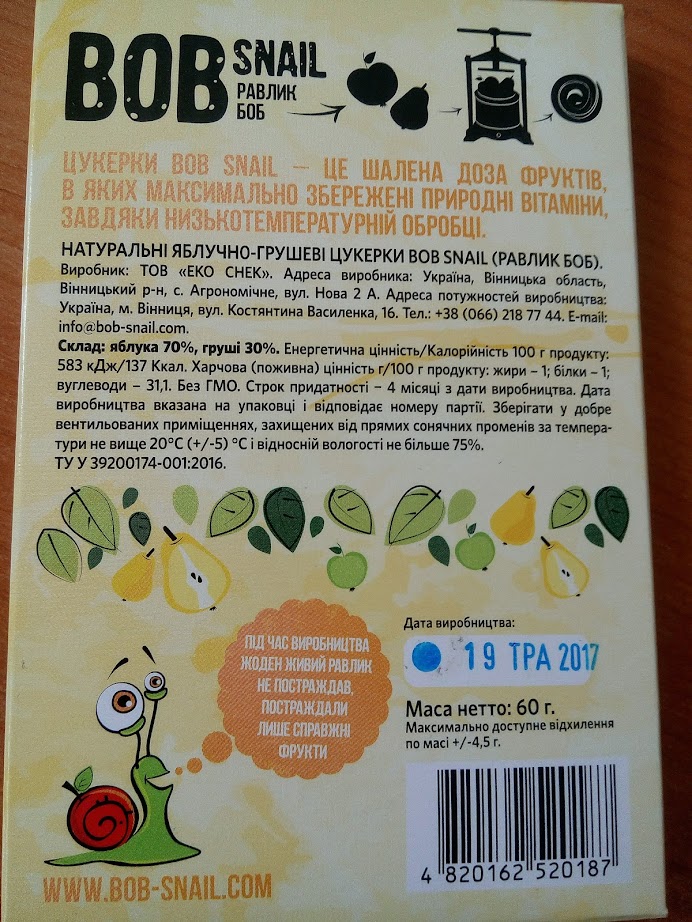 BOB SNAIL
РАВЛИК
БОБ
ЦУКЕРКИ BOB SNAIL – ЦЕ ШАЛЕНА ДОЗА ФРУКТІВ,
В ЯКИХ МАКСИМАЛЬНО ЗБЕРЕЖЕНІ ПРИРОДНІ ВІТАМІНИ,
ЗАВДЯКИ НИЗЬКОТЕМПЕРАТУРНІЙ ОБРОБЦІ.
НАТУРАЛЬНІ ЯБЛУЧНО-ГРУШЕВІ ЦУКЕРКИ BOB SNAIL (РАВЛИК БОБ).
Виробник: ТОВ «ЕКО СНЕК». Адреса виробника: Україна, Вінницька область,
Вінницький р-н, с. Агрономічне, вул. Нова 2 А. Адреса потужностей виробництва:
Україна, м. Вінниця, вул. Костянтина Василенка, 16. Тел.: +38 (066) 218 77 44. E-mail:
info@bob-snail.com.
Склад: яблука 70%, груші 30%. Енергетична цінність/Калорійність 100 г продукту:
583 кДж/137 Ккал. Харчова (поживна) цінність г/100 г продукту: жири – 1; білки – 1;
вуглеводи – 31,1. Без ГМО. Строк придатності – 4 місяці з дати виробництва. Дата
виробництва вказана на упаковці і відповідає номеру партії. Зберігати у добре
вентильованих приміщеннях, захищених від прямих сонячних променів за темпера-
тури не вище 20°С (+/-5) °С і відносній вологості не більше 75%.
ТУ У 39200174-001:2016.
ПІД ЧАС ВИРОБНИЦТВА
ЖОДЕН ЖИВИЙ РАВЛИК
НЕ ПОСТРАЖДАВ,
ПОСТРАЖДАЛИ
ЛИШЕ СПРАВЖНІ
ФРУКТИ
Дата виробництва:
19 ТРА 2017
Маса нетто: 60 г.
Максимально доступне відхилення
по масі +/-4,5 г.
4 820162 520187
WWW.BOB-SNAIL.COM